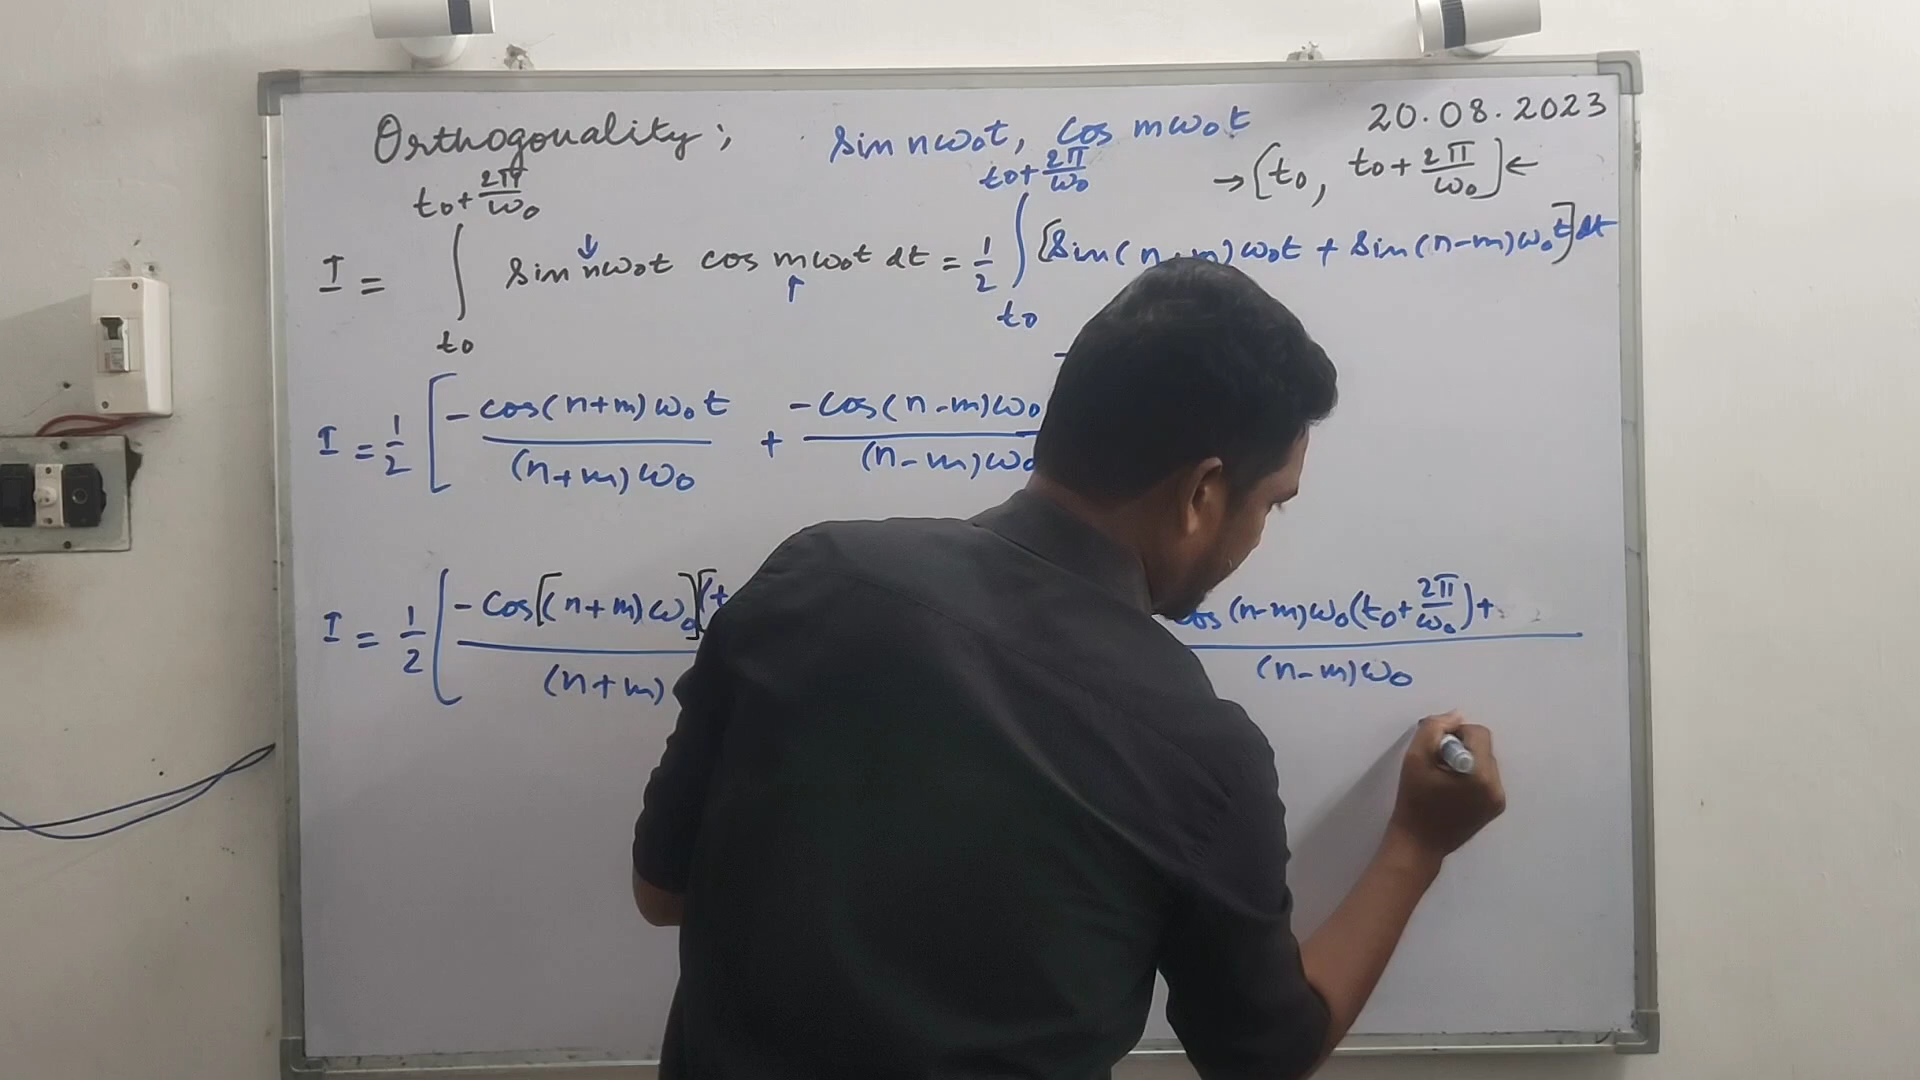 Orthogonality; sin nω₀t, cos mω₀t 20.08.2023
→[t₀, t₀+2π/ω₀]←
I = ∫_{t₀}^{t₀+2π/ω₀} sin nω₀t cos mω₀t dt = 1/2 ∫_{t₀}^{t₀+2π/ω₀} [sin(n m)ω₀t + sin(n-m)ω₀t]dt
I = 1/2 [ -cos(n+m)ω₀t / (n+m)ω₀ + -cos(n-m)ω₀ / (n-m)ω₀
I = 1/2 [ -cos[(n+m)ω₀][(t / (n+m) cos (n-m)ω₀(t₀+2π/ω₀)+ / (n-m)ω₀